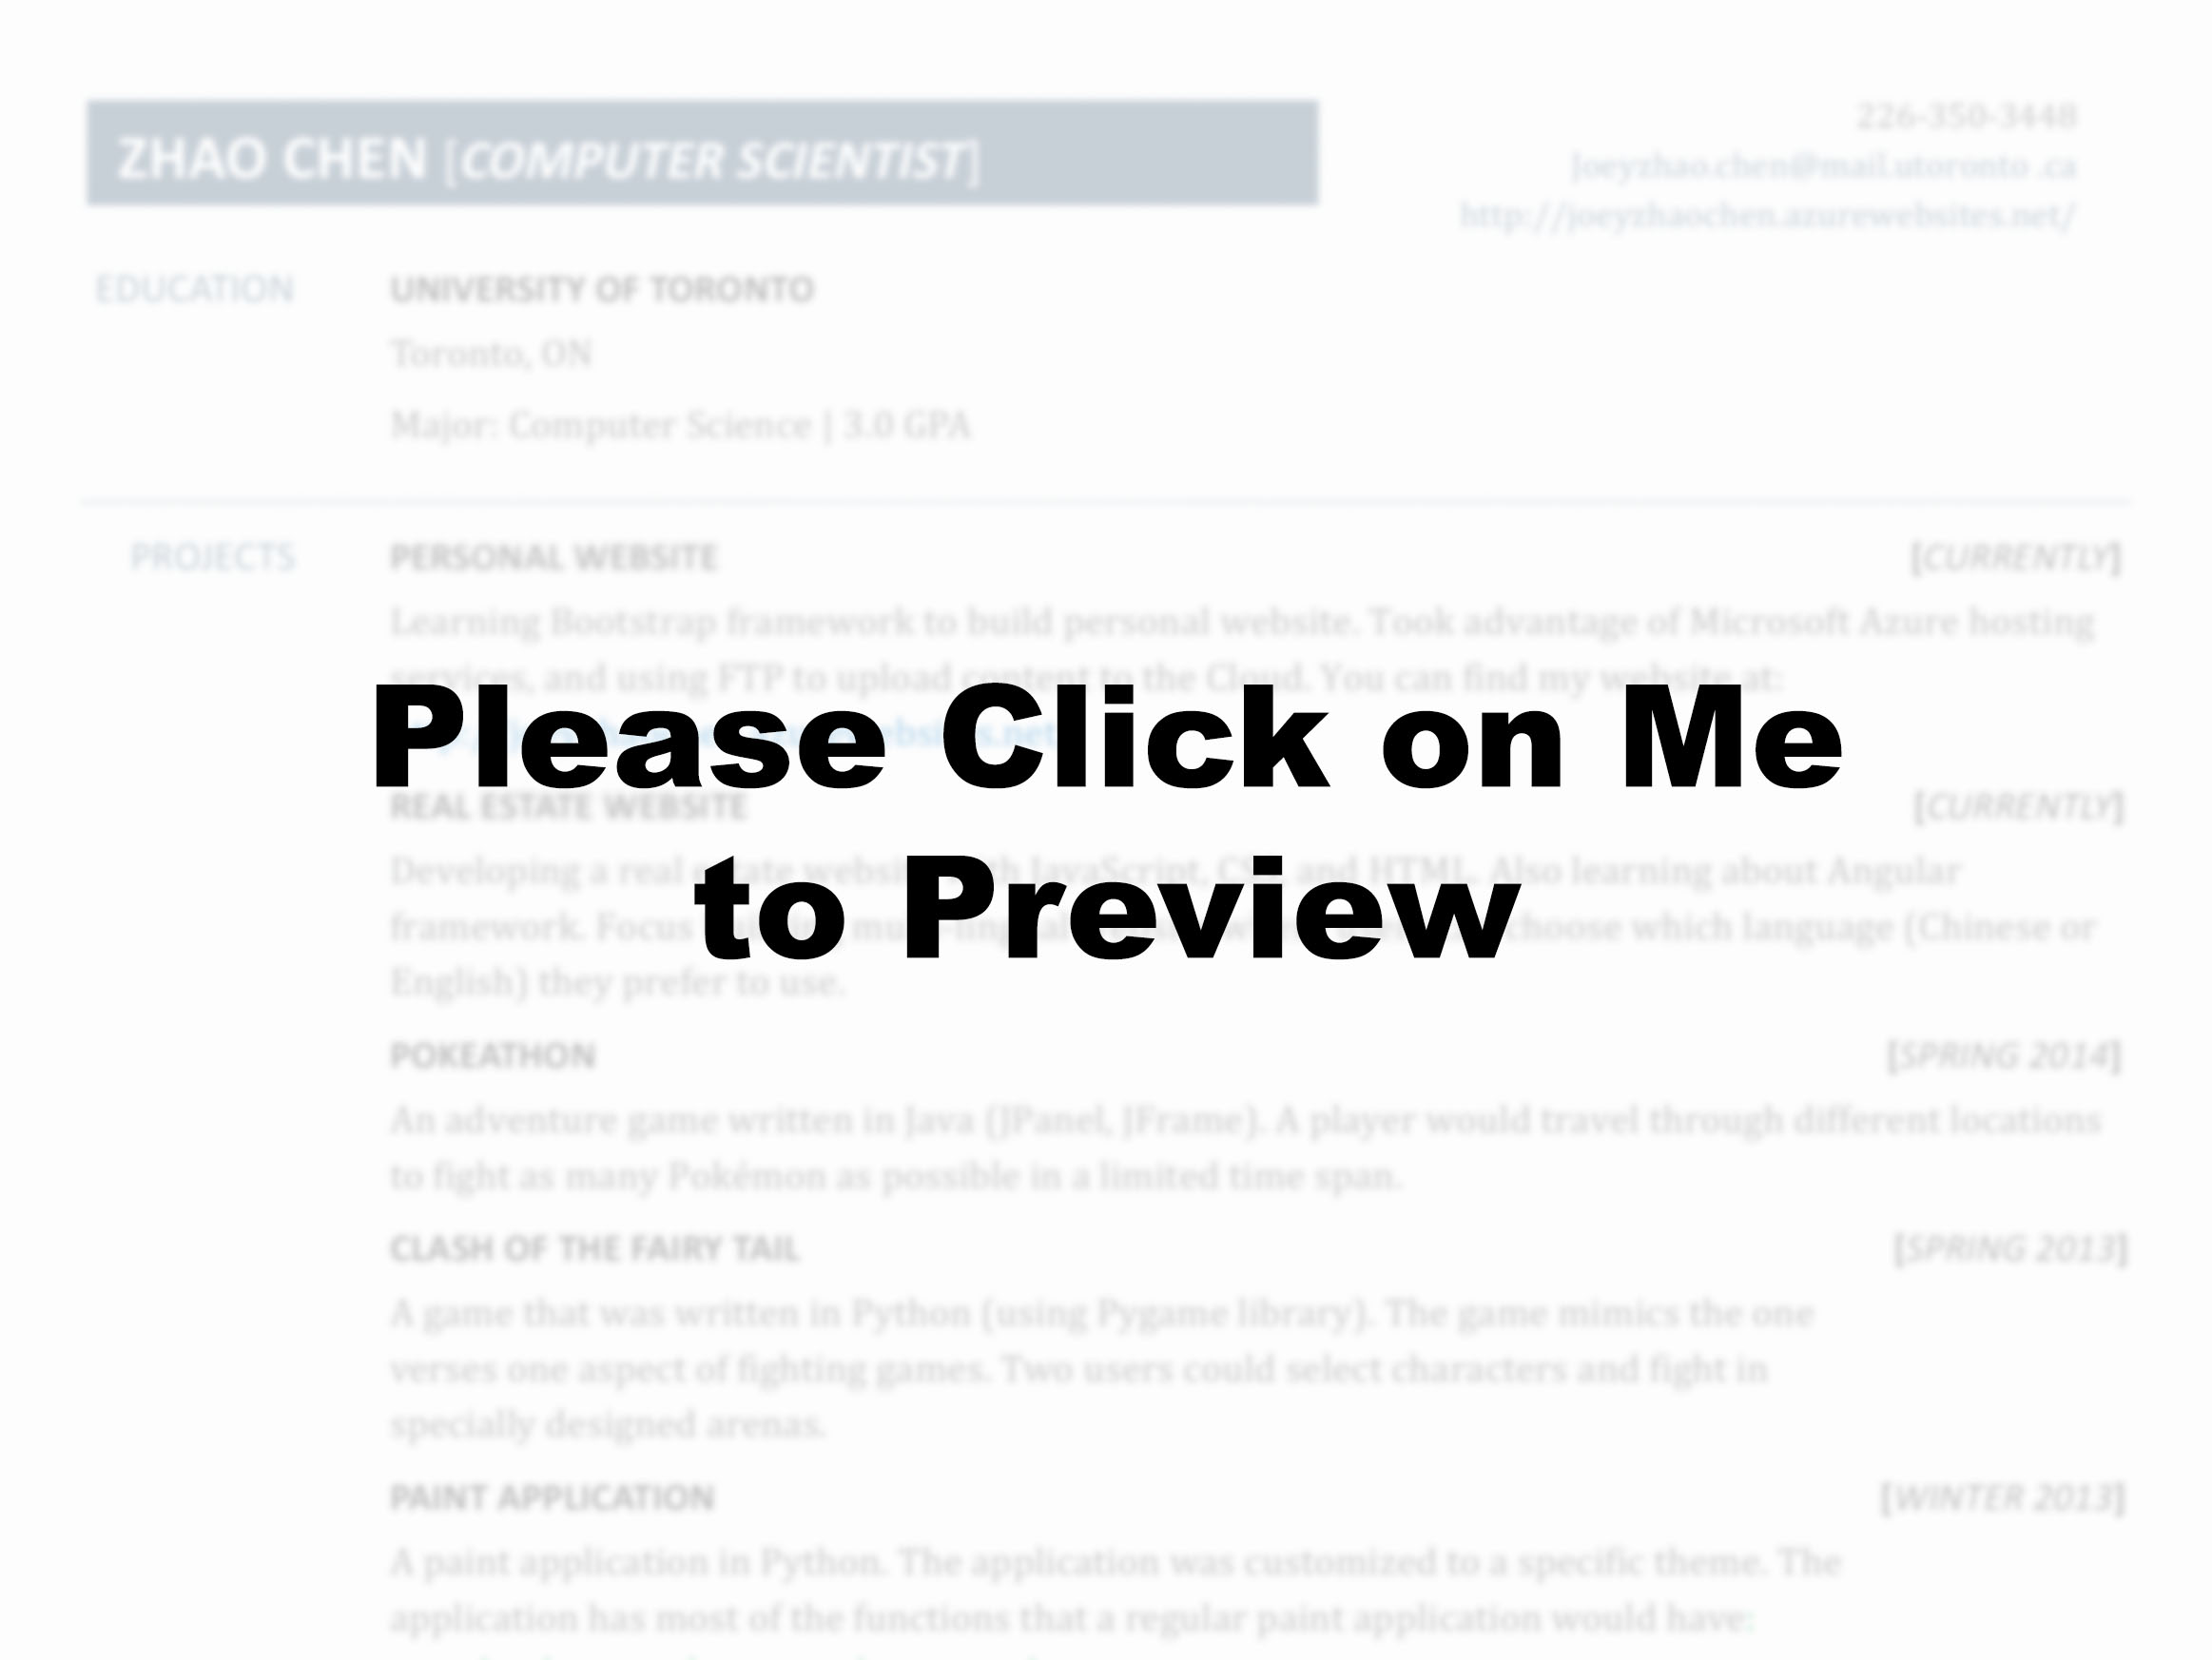 ZHAO CHEN [COMPUTER SCIENTIST]
226-350-3448
Joeyzhao.chen@mail.utoronto .ca
http://joeyzhaochen.azurewebsites.net/
EDUCATION
UNIVERSITY OF TORONTO
Toronto, ON
Major: Computer Science | 3.0 GPA
PROJECTS
PERSONAL WEBSITE [CURRENTLY]
Learning Bootstrap framework to build personal website. Took advantage of Microsoft Azure hosting
services, and using FTP to upload content to the Cloud. You can find my website at:
Please Click on Me
REAL ESTATE WEBSITE [CURRENTLY]
Developing a real estate website with JavaScript, CSS, and HTML. Also learning about Angular
to Preview
framework. Focus choose which language (Chinese or
English) they prefer to use.
POKEATHON [SPRING 2014]
An adventure game written in Java (JPanel, JFrame). A player would travel through different locations
to fight as many Pokémon as possible in a limited time span.
CLASH OF THE FAIRY TAIL [SPRING 2013]
A game that was written in Python (using Pygame library). The game mimics the one
verses one aspect of fighting games. Two users could select characters and fight in
specially designed arenas.
PAINT APPLICATION [WINTER 2013]
A paint application in Python. The application was customized to a specific theme. The
application has most of the functions that a regular paint application would have: